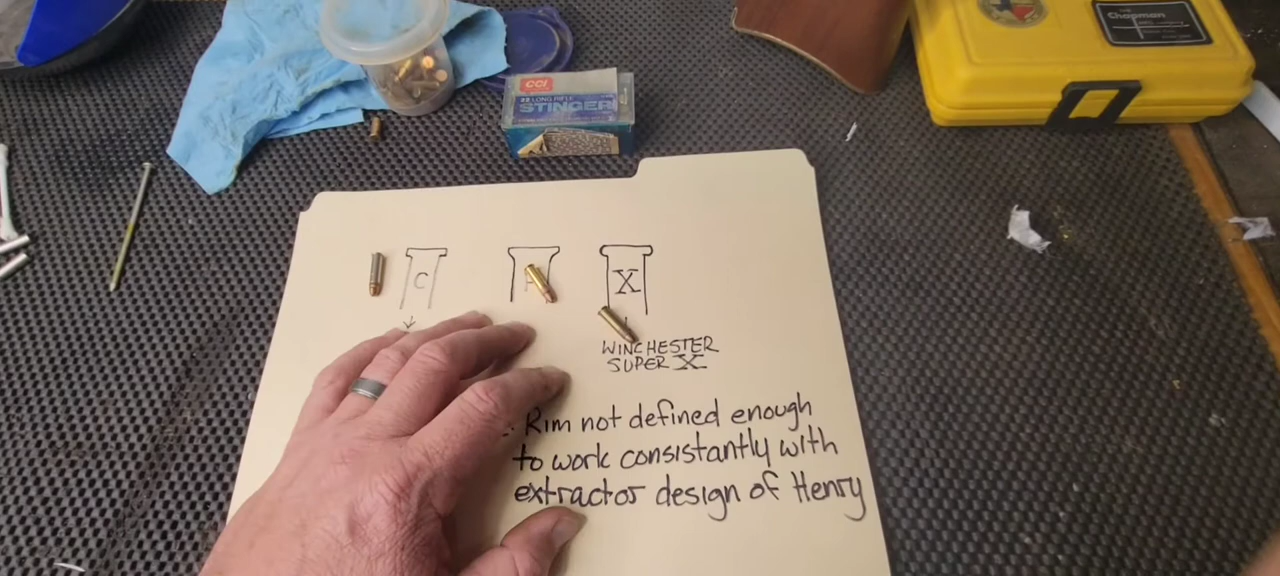 Chapman
CCI
22 LONG RIFLE
STINGER
C
X
WINCHESTER
SUPER X
Rim not defined enough
to work consistantly with
extractor design of Henry